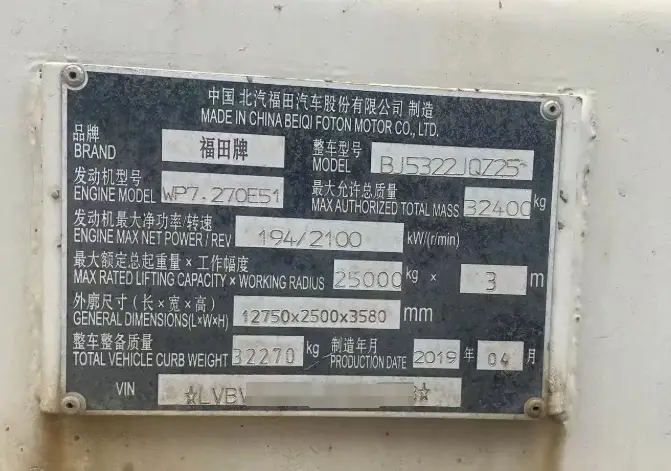 中国 北汽福田汽车股份有限公司 制造
MADE IN CHINA BEIQI FOTON MOTOR CO., LTD.
品牌 福田牌 整车型号
BRAND MODEL BJ5322JQZ25
发动机型号 最大允许总质量
ENGINE MODEL WP7.270E51 MAX AUTHORIZED TOTAL MASS 32400 kg
发动机最大净功率/转速
ENGINE MAX NET POWER / REV 194/2100 kW/(r/min)
最大额定总起重量×工作幅度
MAX RATED LIFTING CAPACITY × WORKING RADIUS 25000 kg × 3 m
外廓尺寸(长×宽×高)
GENERAL DIMENSIONS(L×W×H) 12750x2500x3580 mm
整车整备质量 制造年月
TOTAL VEHICLE CURB WEIGHT 32270 kg PRODUCTION DATE 2019 年 04 月
VIN ☆LVBV ☆